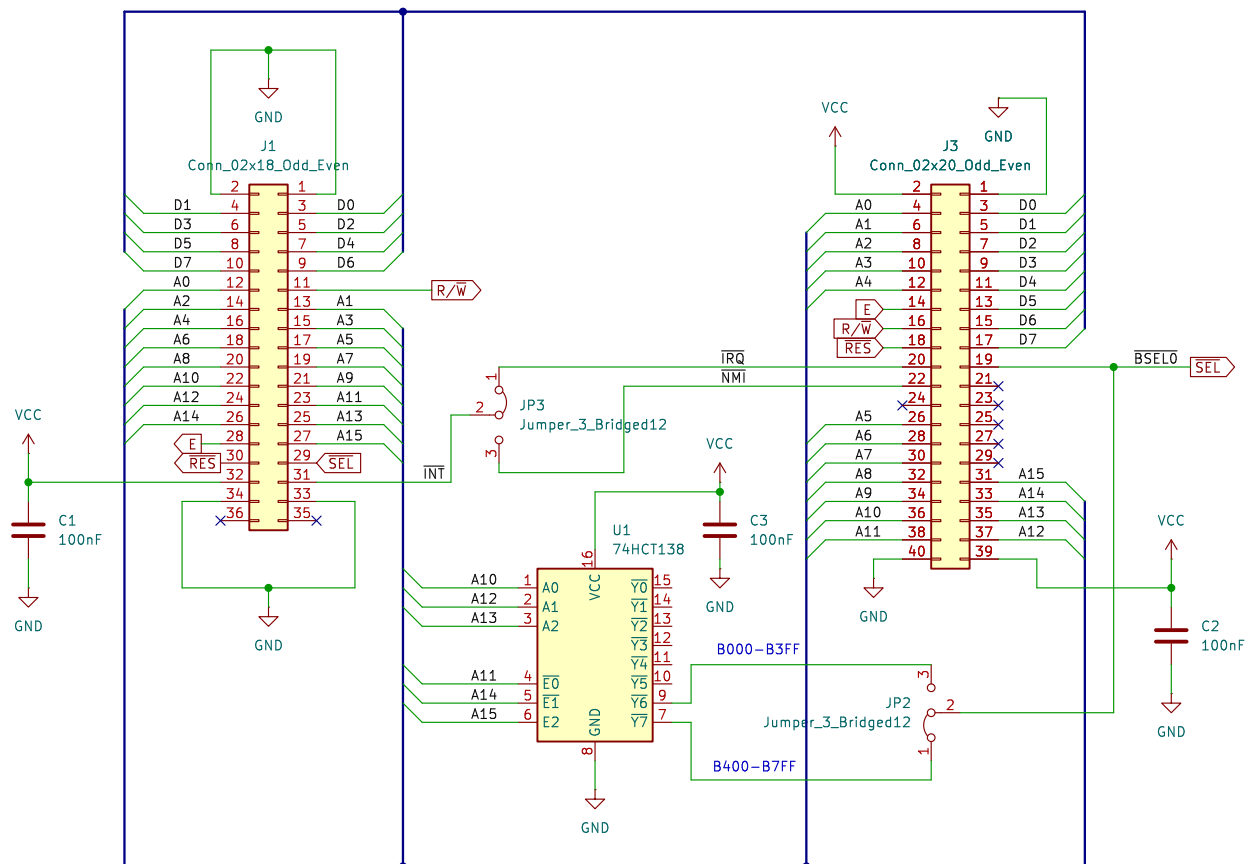 GND
J1
Conn_02x18_Odd_Even
2 1
D1 4 3 D0
D3 6 5 D2
D5 8 7 D4
D7 10 9 D6
A0 12 11 R/W
A2 14 13 A1
A4 16 15 A3
A6 18 17 A5
A8 20 19 A7
A10 22 21 A9
A12 24 23 A11
A14 26 25 A13
E 28 27 A15
RES 30 29 SEL
32 31 INT
34 33
36 35
GND
VCC
C1
100nF
GND
VCC
GND
J3
Conn_02x20_Odd_Even
2 1
A0 4 3 D0
A1 6 5 D1
A2 8 7 D2
A3 10 9 D3
A4 12 11 D4
E 14 13 D5
R/W 16 15 D6
RES 18 17 D7
IRQ 20 19 BSEL0 SEL
NMI 22 21
24 23
A5 26 25
A6 28 27
A7 30 29
A8 32 31 A15
A9 34 33 A14
A10 36 35 A13
A11 38 37 A12
40 39
GND
1
2
3
JP3
Jumper_3_Bridged12
VCC
C3
100nF
GND
U1
74HCT138
16
VCC
A10 1 A0 Y0 15
A12 2 A1 Y1 14
A13 3 A2 Y2 13
Y3 12
Y4 11
A11 4 E0 Y5 10
A14 5 E1 Y6 9
A15 6 E2 Y7 7
GND
8
GND
B000-B3FF
B400-B7FF
3
JP2
2
Jumper_3_Bridged12
1
VCC
C2
100nF
GND